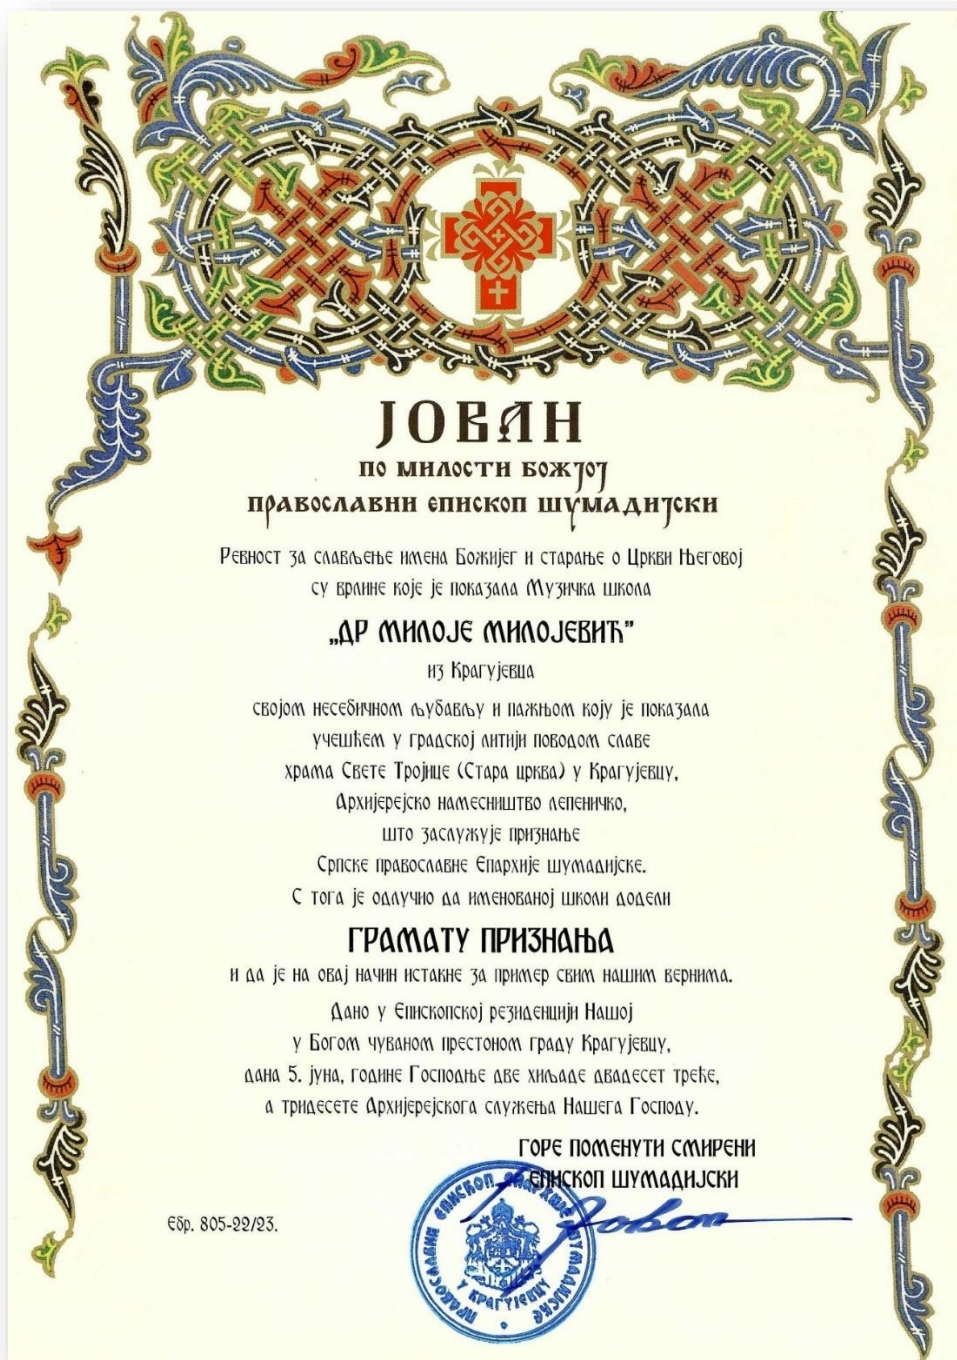 ЈОВАН
ПО МИЛОСТИ БОЖЈОЈ
ПРАВОСЛАВНИ ЕПИСКОП ШУМАДИЈСКИ
Ревност за слављење имена Божијег и старање о Цркви Његовој
су врлине које је показала Музичка школа
„ДР МИЛОЈЕ МИЛОЈЕВИЋ”
из Крагујевца
својом несебичном љубављу и пажњом коју је показала
учешћем у градској литији поводом славе
храма Свете Тројице (Стара црква) у Крагујевцу,
Архијерејско намесништво лепеничко,
што заслужује признање
Српске православне Епархије шумадијске.
С тога је одлучио да именованој школи додели
ГРАМАТУ ПРИЗНАЊА
и да је на овај начин истакне за пример свим нашим вернима.
Дано у Епископској резиденцији Нашој
у Богом чуваном престоном граду Крагујевцу,
дана 5. јуна, године Господње две хиљаде двадесет треће,
а тридесете Архијерејскога служења Нашега Господу.
ГОРЕ ПОМЕНУТИ СМИРЕНИ
ЕПИСКОП ШУМАДИЈСКИ
Јован
Ебр. 805-22/23.
ПРАВОСЛАВНИ ЕПИСКОП ЕПАРХИЈЕ ШУМАДИЈСКЕ
У КРАГУЈЕВЦУ